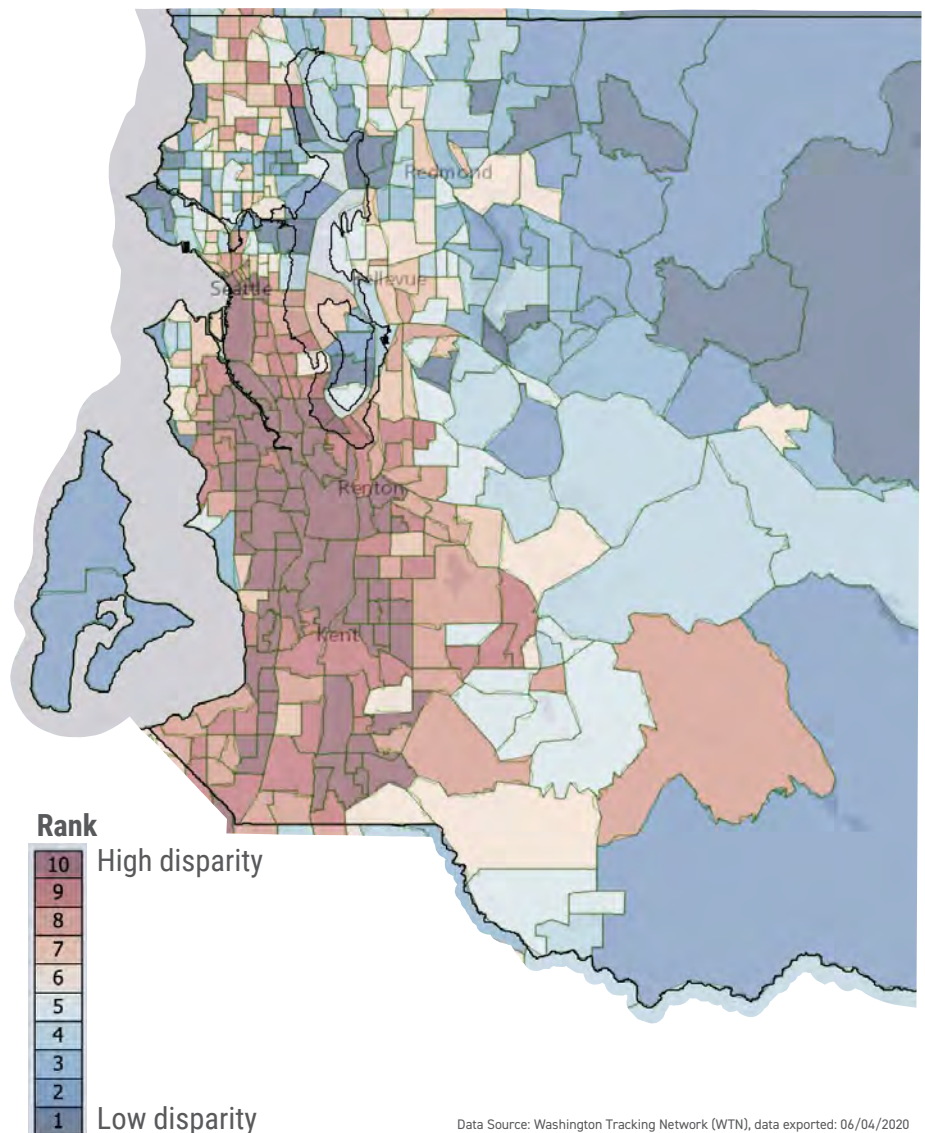 Redmond
Bellevue
Seattle
Renton
Kent
Rank
10 High disparity
9
8
7
6
5
4
3
2
1 Low disparity
Data Source: Washington Tracking Network (WTN), data exported: 06/04/2020